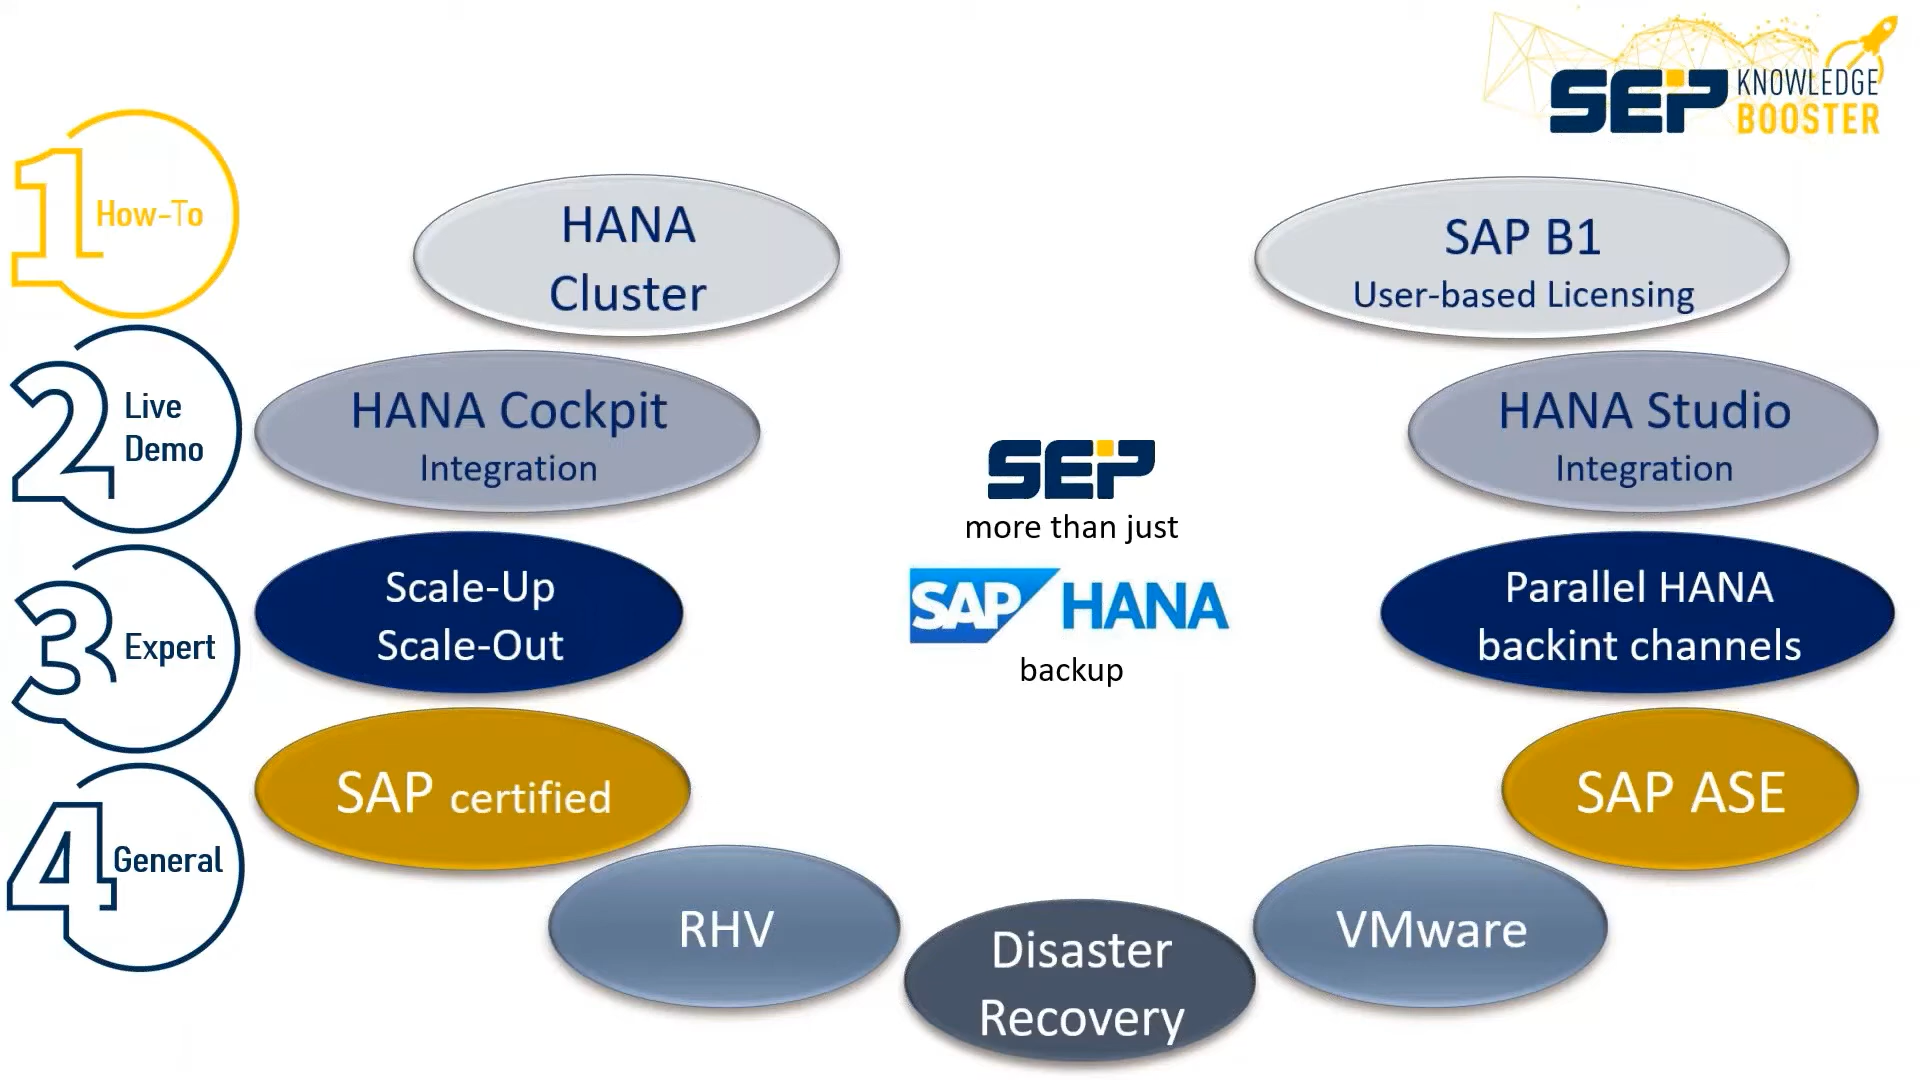 SEP KNOWLEDGE
BOOSTER
1 How-To
2 Live
Demo
3 Expert
4 General
HANA
Cluster
SAP B1
User-based Licensing
HANA Cockpit
Integration
HANA Studio
Integration
SEP
more than just
SAP HANA
backup
Scale-Up
Scale-Out
Parallel HANA
backint channels
SAP certified
SAP ASE
RHV
Disaster
Recovery
VMware